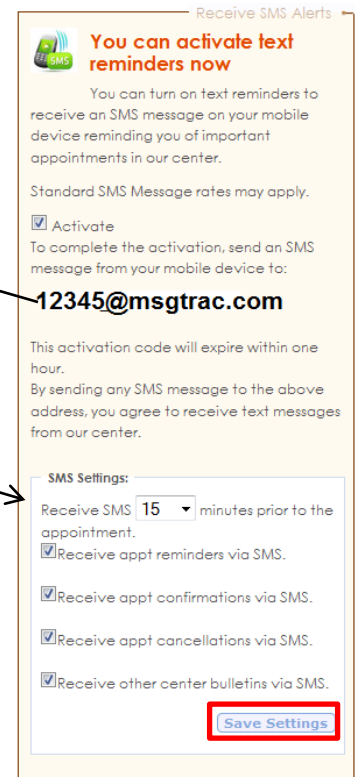 Receive SMS Alerts
SMS
You can activate text
reminders now
You can turn on text reminders to
receive an SMS message on your mobile
device reminding you of important
appointments in our center.
Standard SMS Message rates may apply.
Activate
To complete the activation, send an SMS
message from your mobile device to:
12345@msgtrac.com
This activation code will expire within one
hour.
By sending any SMS message to the above
address, you agree to receive text messages
from our center.
SMS Settings:
Receive SMS 15 minutes prior to the
appointment.
Receive appt reminders via SMS.
Receive appt confirmations via SMS.
Receive appt cancellations via SMS.
Receive other center bulletins via SMS.
Save Settings